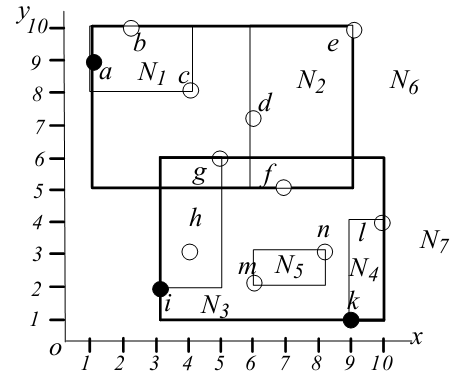 y
10 b e
9 a N1 c N2 N6
8
7 d
6
5 g f
4 h l
3 n N7
2 m N5 N4
1 i N3 k
o 1 2 3 4 5 6 7 8 9 10 x